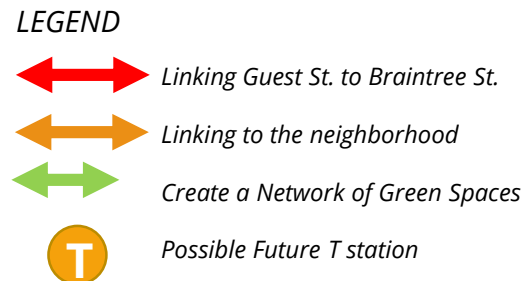 LEGEND
Linking Guest St. to Braintree St.
Linking to the neighborhood
Create a Network of Green Spaces
T Possible Future T station